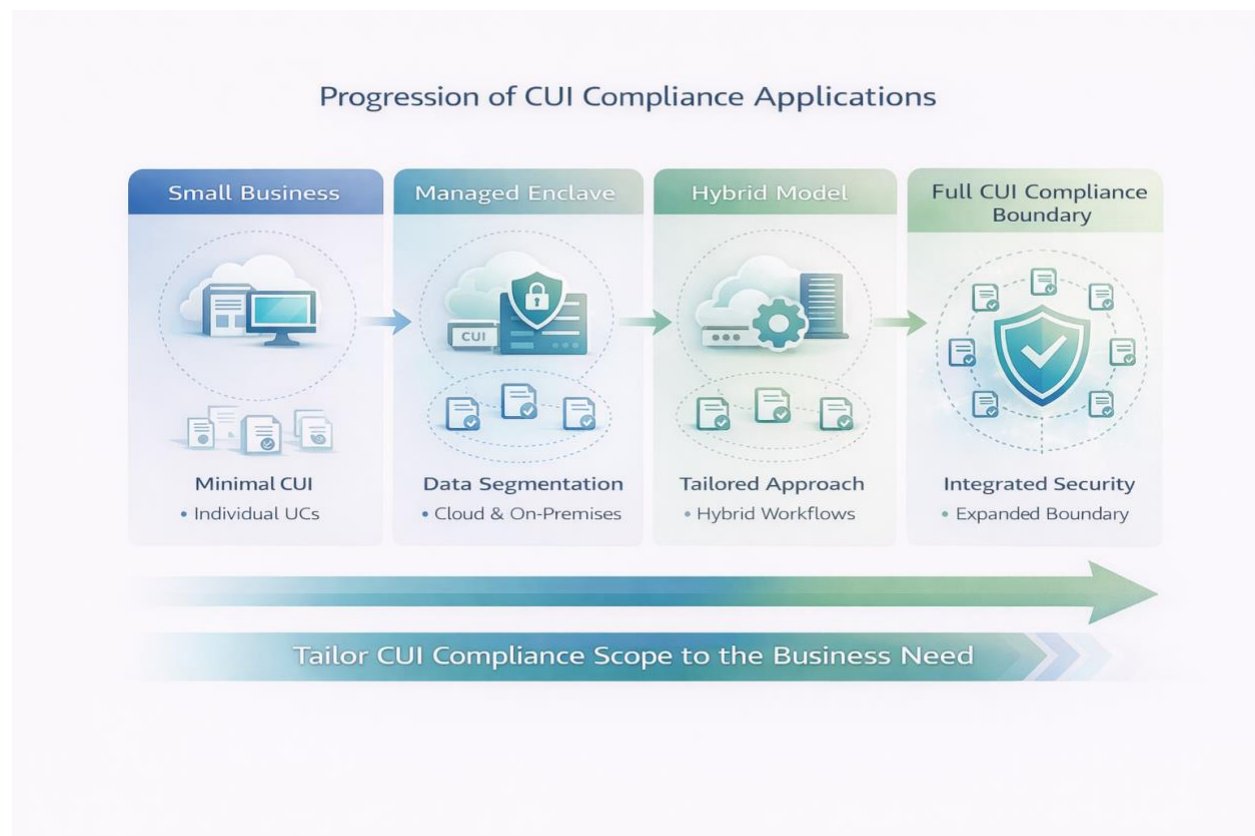 Progression of CUI Compliance Applications
Small Business
Managed Enclave
Hybrid Model
Full CUI Compliance
Boundary
CUI
Minimal CUI
• Individual UCs
Data Segmentation
• Cloud & On-Premises
Tailored Approach
• Hybrid Workflows
Integrated Security
• Expanded Boundary
Tailor CUI Compliance Scope to the Business Need